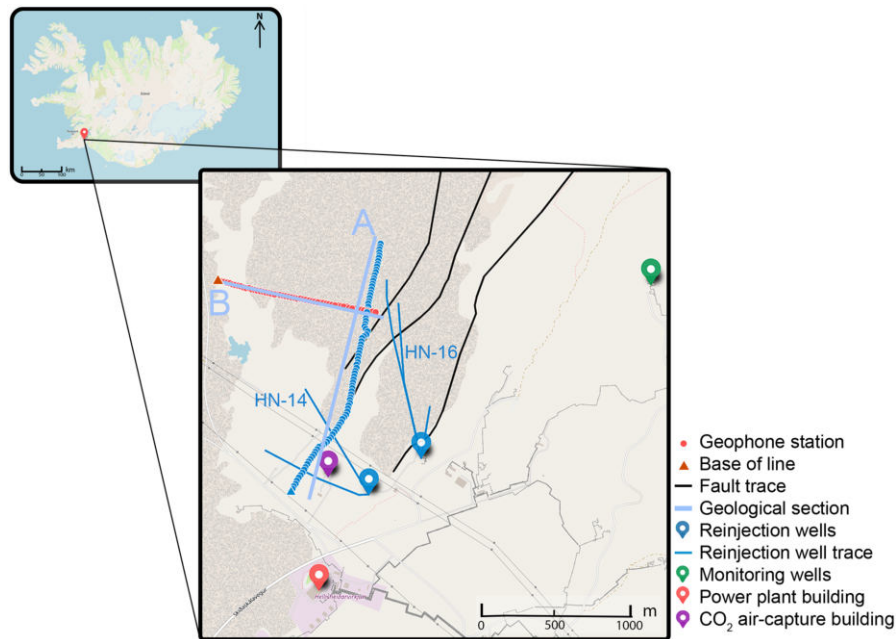 N
km
A
B
HN-16
HN-14
0 500 1000 m
Geophone station
Base of line
Fault trace
Geological section
Reinjection wells
Reinjection well trace
Monitoring wells
Power plant building
CO₂ air-capture building